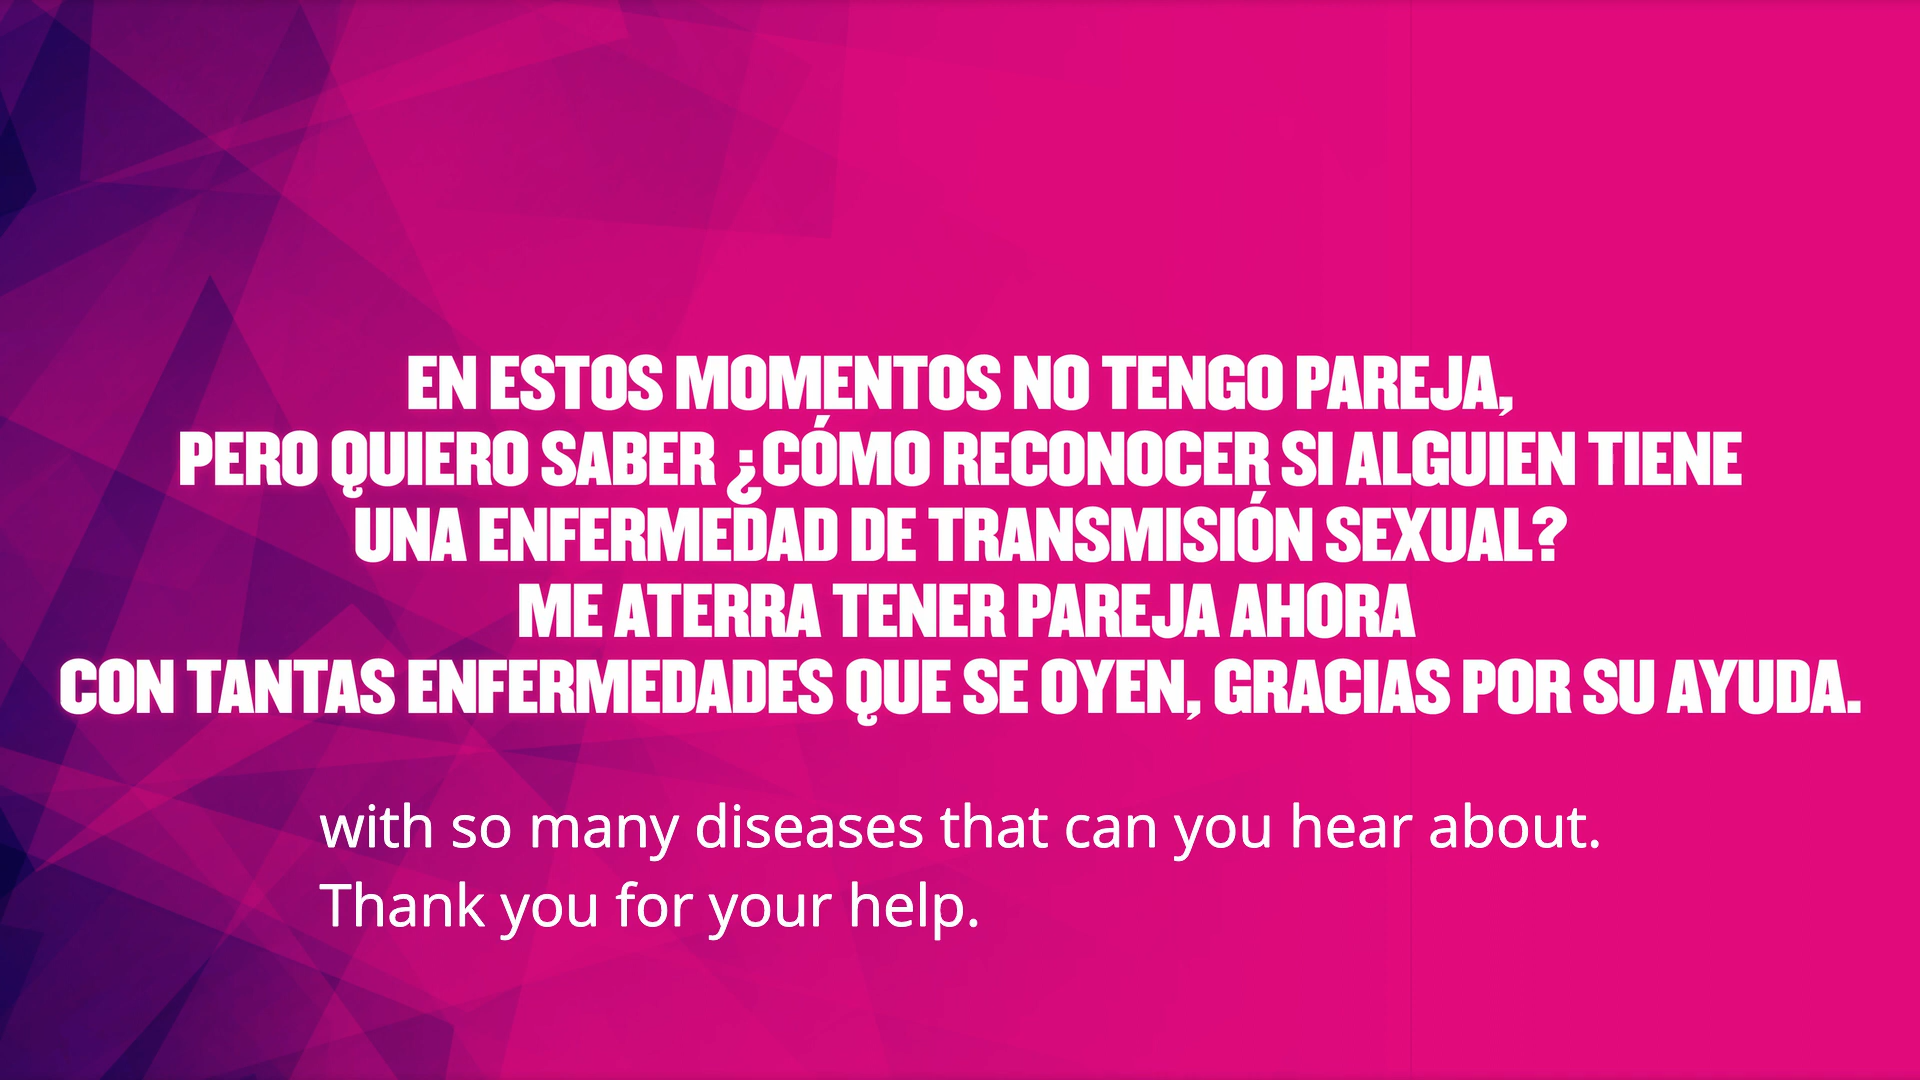 EN ESTOS MOMENTOS NO TENGO PAREJA,
PERO QUIERO SABER ¿CÓMO RECONOCER SI ALGUIEN TIENE
UNA ENFERMEDAD DE TRANSMISIÓN SEXUAL?
ME ATERRA TENER PAREJA AHORA
CON TANTAS ENFERMEDADES QUE SE OYEN, GRACIAS POR SU AYUDA.
with so many diseases that can you hear about.
Thank you for your help.